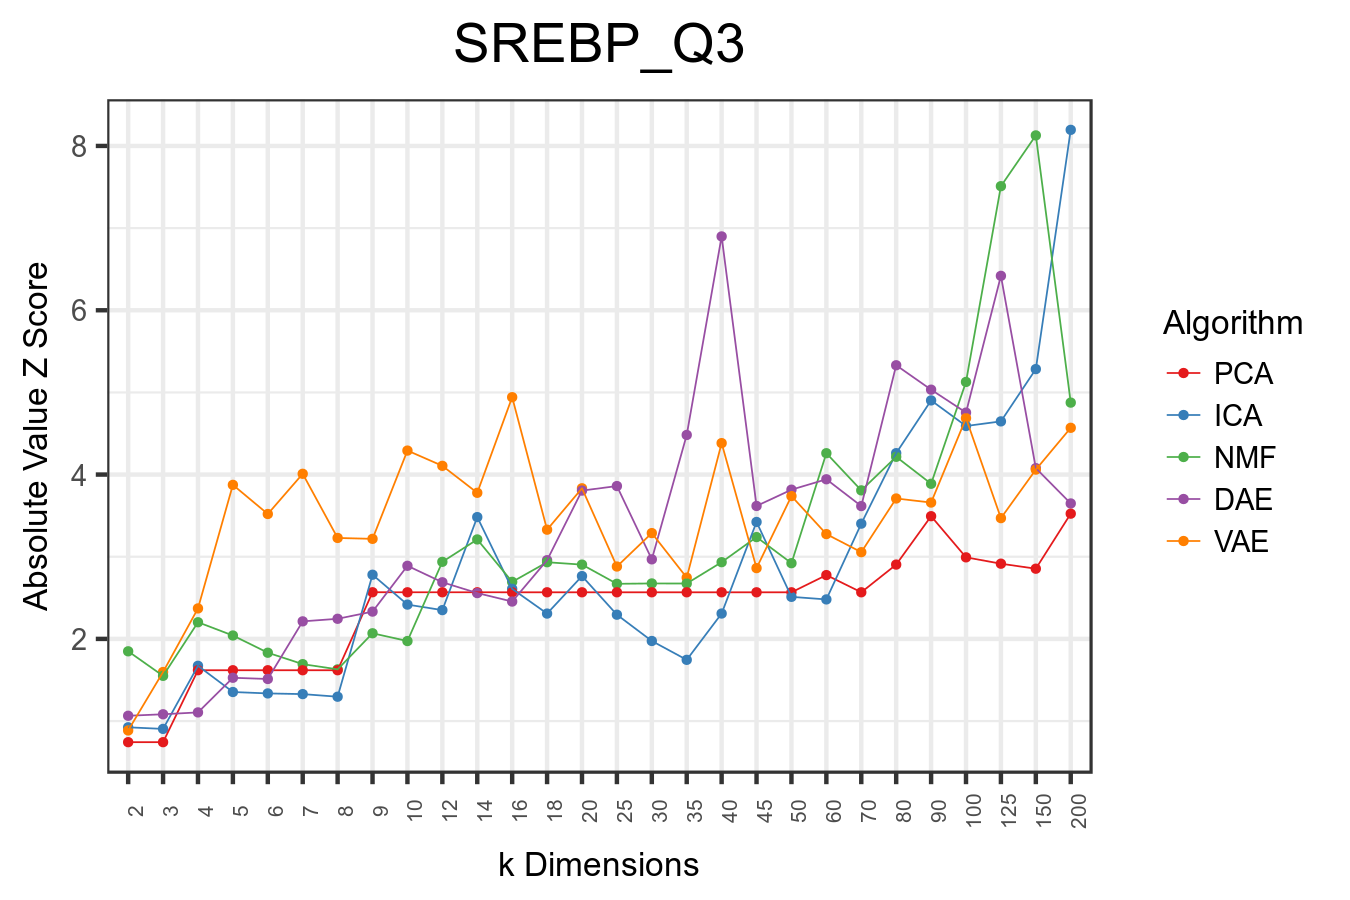 SREBP_Q3
Absolute Value Z Score
8
6
4
2
2 3 4 5 6 7 8 9 10 12 14 16 18 20 25 30 35 40 45 50 60 70 80 90 100 125 150 200
k Dimensions
Algorithm
PCA
ICA
NMF
DAE
VAE